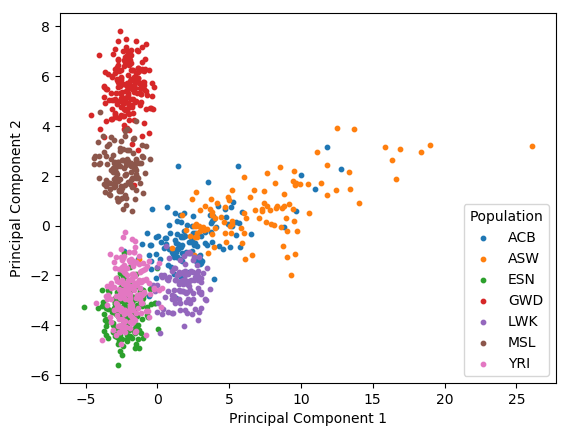 8
6
4
2
0
−2
−4
−6
Principal Component 2
−5
0
5
10
15
20
25
Principal Component 1
Population
ACB
ASW
ESN
GWD
LWK
MSL
YRI